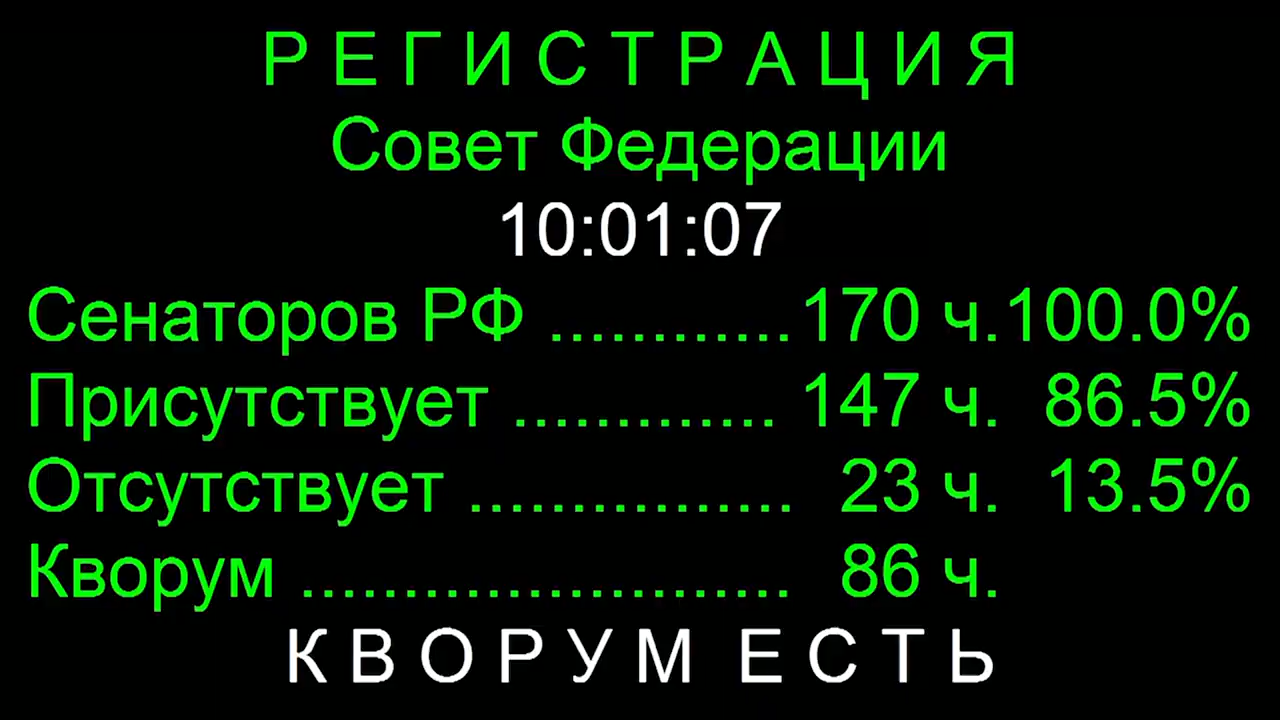 Р Е Г И С Т Р А Ц И Я
Совет Федерации
10:01:07
Сенаторов РФ ............ 170 ч. 100.0%
Присутствует ............. 147 ч. 86.5%
Отсутствует ................ 23 ч. 13.5%
Кворум ........................ 86 ч.
К В О Р У М Е С Т Ь